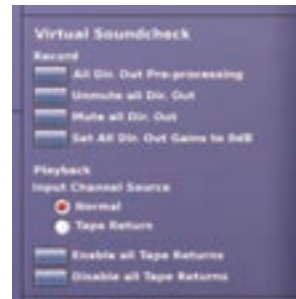 Virtual Soundcheck
Record
All Dir. Out Pre-processing
Unmute all Dir. Out
Mute all Dir. Out
Set All Dir. Out Gains to 0dB
Playback
Input Channel Source
Normal
Tape Return
Enable all Tape Returns
Disable all Tape Returns